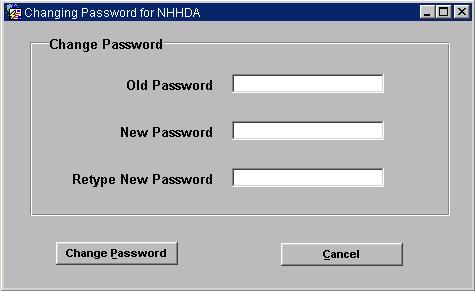 Changing Password for NHHDA
Change Password
Old Password
New Password
Retype New Password
Change Password
Cancel